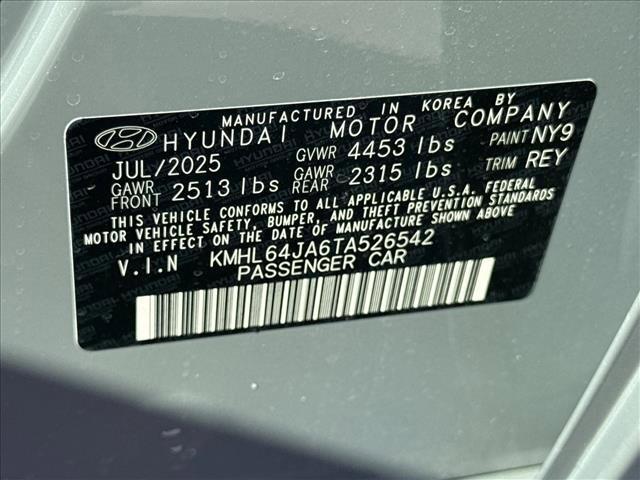 MANUFACTURED IN KOREA BY
HYUNDAI MOTOR COMPANY
JUL/2025 GVWR 4453 lbs PAINT NY9
GAWR FRONT 2513 lbs GAWR REAR 2315 lbs TRIM REY
THIS VEHICLE CONFORMS TO ALL APPLICABLE U.S.A. FEDERAL
MOTOR VEHICLE SAFETY, BUMPER, AND THEFT PREVENTION STANDARDS
IN EFFECT ON THE DATE OF MANUFACTURE SHOWN ABOVE.
V.I.N KMHL64JA6TA526542
PASSENGER CAR